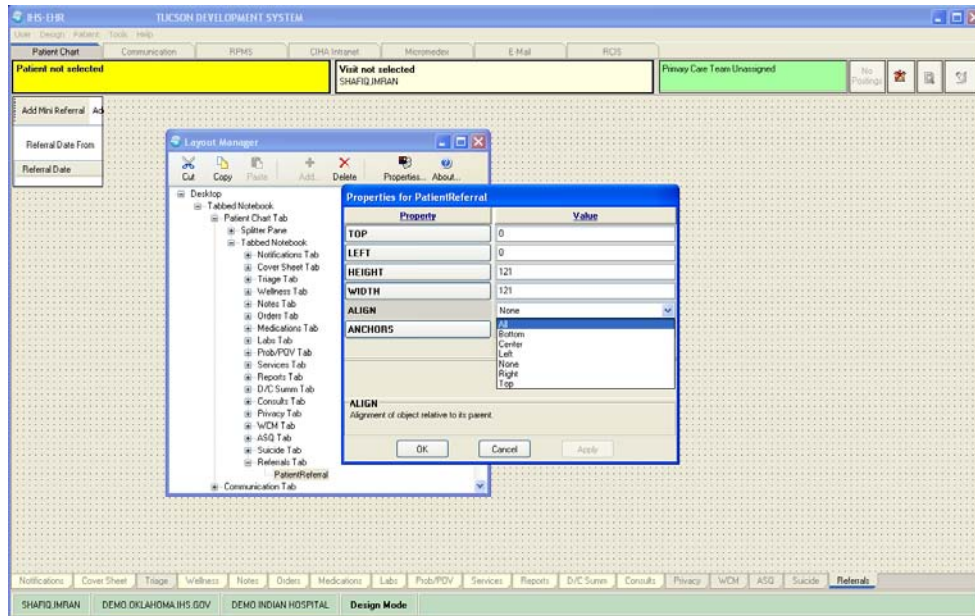 IHS-EHR TUCSON DEVELOPMENT SYSTEM
User Design Patient Tools Help
Patient Chart Communication RPMS CIHA Intranet Micromedex E-Mail RCIS
Patient not selected
Visit not selected
SHAFIQ,IMRAN
Primary Care Team Unassigned
No Postings
Add Mini Referral
Referral Date From
Referral Date
Layout Manager
Cut Copy Paste Add... Delete Properties... About...
Desktop
Tabbed Notebook
Patient Chart Tab
Splitter Pane
Tabbed Notebook
Notifications Tab
Cover Sheet Tab
Triage Tab
Wellness Tab
Notes Tab
Orders Tab
Medications Tab
Labs Tab
Prob/POV Tab
Services Tab
Reports Tab
D/C Summ Tab
Consults Tab
Privacy Tab
WCM Tab
ASQ Tab
Suicide Tab
Referrals Tab
PatientReferral
Communication Tab
Properties for PatientReferral
Property Value
TOP 0
LEFT 0
HEIGHT 121
WIDTH 121
ALIGN None
ANCHORS
All
Bottom
Center
Left
None
Right
Top
ALIGN
Alignment of object relative to its parent.
OK Cancel Apply
Notifications Cover Sheet Triage Wellness Notes Orders Medications Labs Prob/POV Services Reports D/C Summ Consults Privacy WCM ASQ Suicide Referrals
SHAFIQ,IMRAN DEMO.OKLAHOMA.IHS.GOV DEMO INDIAN HOSPITAL Design Mode